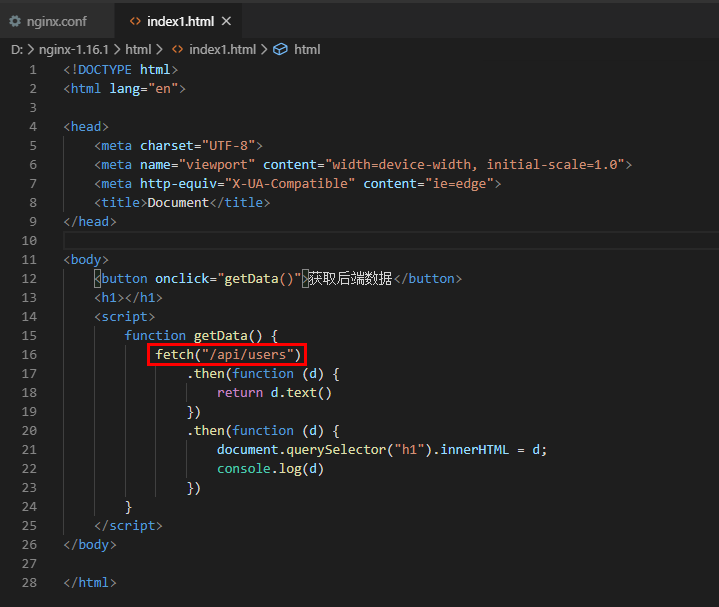 nginx.conf
index1.html
D: > nginx-1.16.1 > html > index1.html > html
1 <!DOCTYPE html>
2 <html lang="en">
3
4 <head>
5     <meta charset="UTF-8">
6     <meta name="viewport" content="width=device-width, initial-scale=1.0">
7     <meta http-equiv="X-UA-Compatible" content="ie=edge">
8     <title>Document</title>
9 </head>
10
11 <body>
12     <button onclick="getData()">获取后端数据</button>
13     <h1></h1>
14     <script>
15         function getData() {
16             fetch("/api/users")
17                 .then(function (d) {
18                     return d.text()
19                 })
20                 .then(function (d) {
21                     document.querySelector("h1").innerHTML = d;
22                     console.log(d)
23                 })
24         }
25     </script>
26 </body>
27
28 </html>